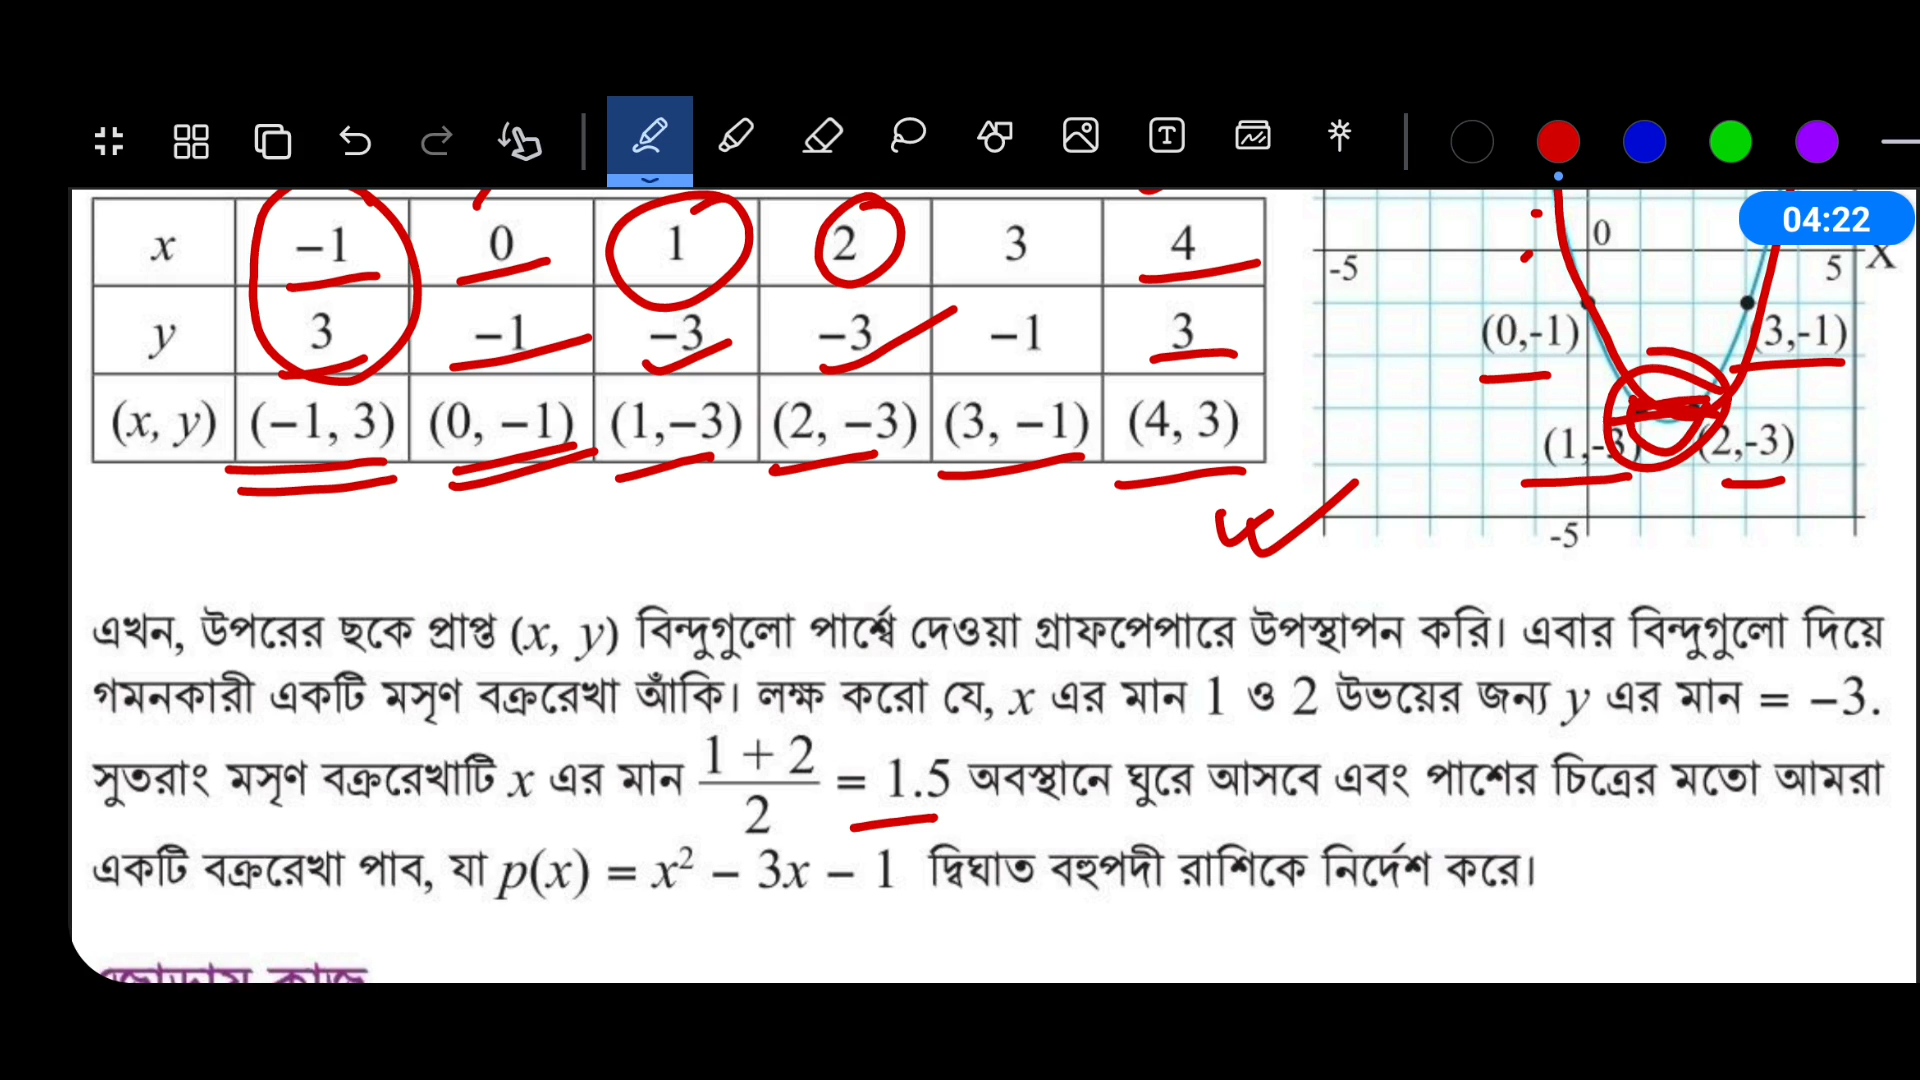 04:22
x −1 0 1 2 3 4
y 3 −1 −3 −3 −1 3
(x, y) (−1, 3) (0, −1) (1,−3) (2, −3) (3, −1) (4, 3)
0
-5 5 X
(0,-1) (3,-1)
(1,-3) (2,-3)
-5
এখন, উপরের ছকে প্রাপ্ত (x, y) বিন্দুগুলো পার্শ্বে দেওয়া গ্রাফপেপারে উপস্থাপন করি। এবার বিন্দুগুলো দিয়ে
গমনকারী একটি মসৃণ বক্ররেখা আঁকি। লক্ষ করো যে, x এর মান 1 ও 2 উভয়ের জন্য y এর মান = −3.
সুতরাং মসৃণ বক্ররেখাটি x এর মান (1 + 2)/2 = 1.5 অবস্থানে ঘুরে আসবে এবং পাশের চিত্রের মতো আমরা
একটি বক্ররেখা পাব, যা p(x) = x² − 3x − 1 দ্বিঘাত বহুপদী রাশিকে নির্দেশ করে।
জোড়ায় কাজ